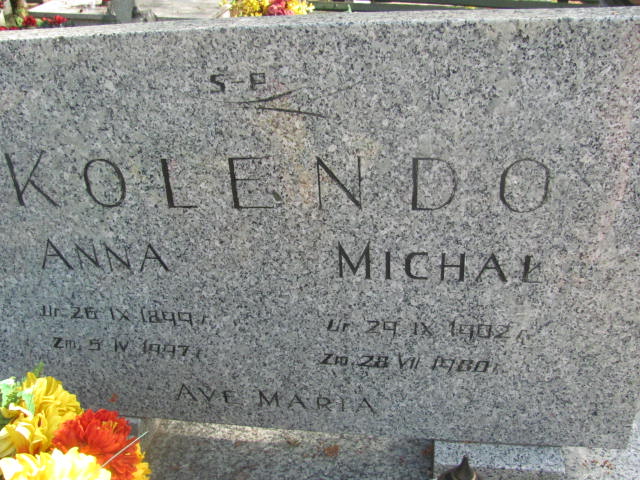 Ś-P
KOLENDO
ANNA MICHAŁ
Ur. 26 IX 1899 r. Ur. 29 IX 1902 r.
Zm. 5 IV 1997 r. Zm. 28 VII 1980 r.
AVE MARIA